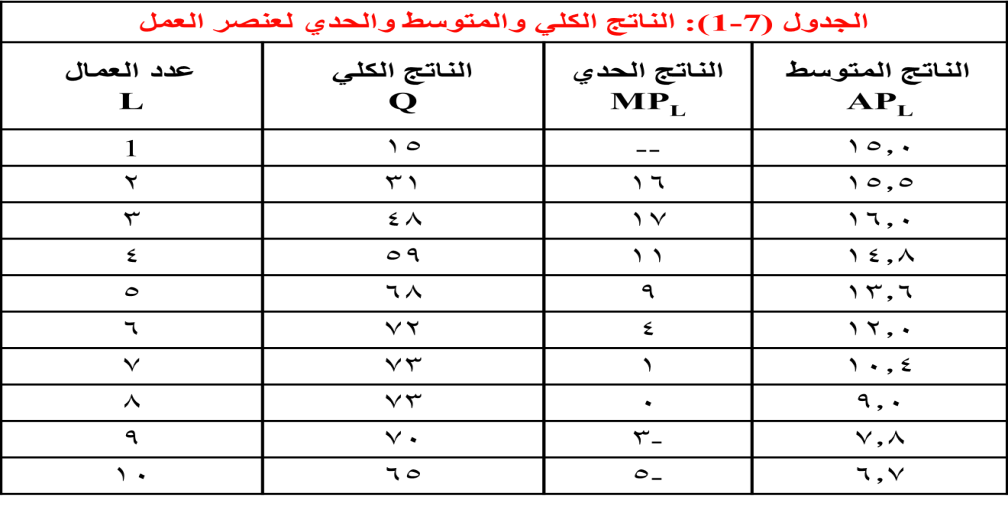 الجدول (7-1): الناتج الكلي والمتوسط والحدي لعنصر العمل
عدد العمال الناتج الكلي الناتج الحدي الناتج المتوسط
L Q MP_L AP_L
1 ١٥ -- ١٥,٠
٢ ٣١ ١٦ ١٥,٥
٣ ٤٨ ١٧ ١٦,٠
٤ ٥٩ ١١ ١٤,٨
٥ ٦٨ ٩ ١٣,٦
٦ ٧٢ ٤ ١٢,٠
٧ ٧٣ ١ ١٠,٤
٨ ٧٣ ٠ ٩,٠
٩ ٧٠ ٣- ٧,٨
١٠ ٦٥ ٥- ٦,٧